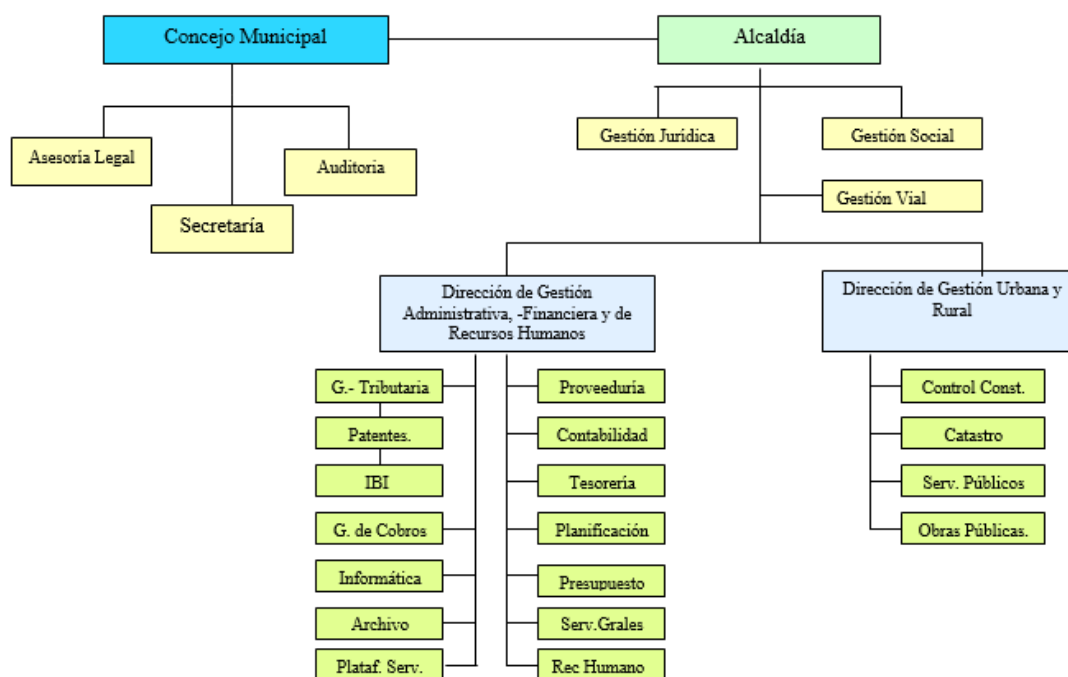 Concejo Municipal
Alcaldía
Asesoría Legal
Auditoria
Secretaría
Gestión Jurídica
Gestión Social
Gestión Vial
Dirección de Gestión
Administrativa, -Financiera y de
Recursos Humanos
Dirección de Gestión Urbana y
Rural
G.- Tributaria
Patentes.
IBI
G. de Cobros
Informática
Archivo
Plataf. Serv.
Proveeduría
Contabilidad
Tesorería
Planificación
Presupuesto
Serv.Grales
Rec Humano
Control Const.
Catastro
Serv. Públicos
Obras Públicas.